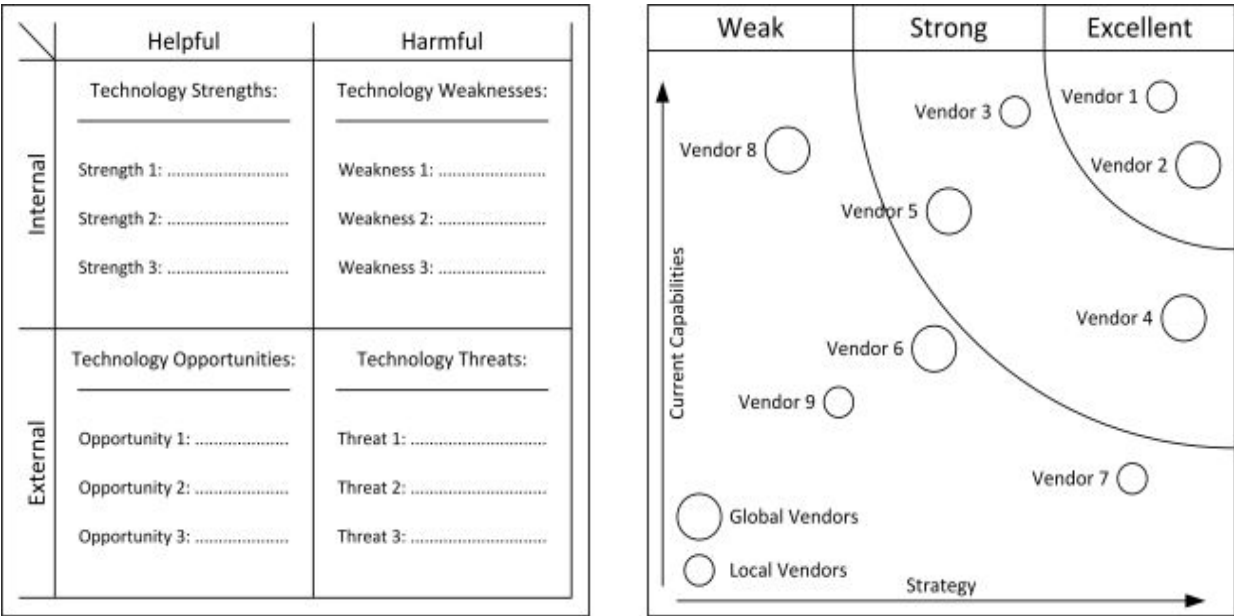 Helpful
Harmful
Internal
Technology Strengths:
Strength 1: ..........................
Strength 2: ..........................
Strength 3: ..........................
Technology Weaknesses:
Weakness 1: .......................
Weakness 2: .......................
Weakness 3: .......................
External
Technology Opportunities:
Opportunity 1: ....................
Opportunity 2: ....................
Opportunity 3: ....................
Technology Threats:
Threat 1: ..............................
Threat 2: ..............................
Threat 3: ..............................
Weak
Strong
Excellent
Vendor 1
Vendor 3
Vendor 8
Vendor 2
Vendor 5
Vendor 4
Vendor 6
Vendor 9
Vendor 7
Current Capabilities
Global Vendors
Local Vendors
Strategy